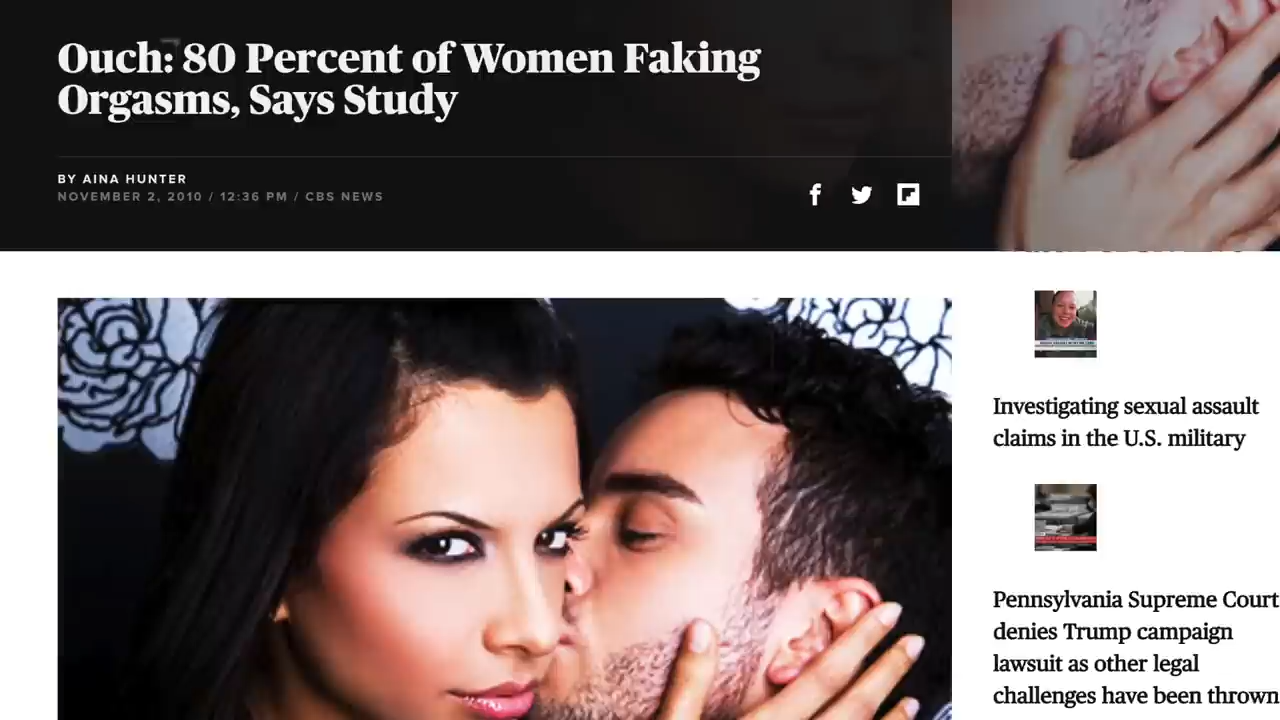 Ouch: 80 Percent of Women Faking
Orgasms, Says Study
BY AINA HUNTER
NOVEMBER 2, 2010 / 12:36 PM / CBS NEWS
Investigating sexual assault
claims in the U.S. military
Pennsylvania Supreme Court
denies Trump campaign
lawsuit as other legal
challenges have been thrown